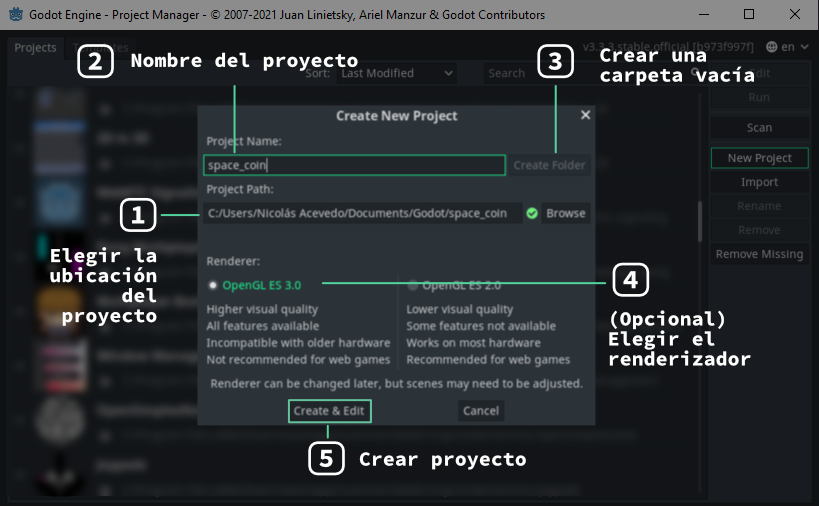 Godot Engine - Project Manager - © 2007-2021 Juan Linietsky, Ariel Manzur & Godot Contributors
Projects
v3.3.3.stable.official [b973f997f]
en
2 Nombre del proyecto
3 Crear una
carpeta vacía
Sort: Last Modified
Search
Edit
Run
Scan
New Project
Import
Rename
Remove
Remove Missing
Create New Project
Project Name:
space_coin
Create Folder
Project Path:
1
C:/Users/Nicolás Acevedo/Documents/Godot/space_coin
Browse
Elegir la
ubicación
del
proyecto
Renderer:
OpenGL ES 3.0
OpenGL ES 2.0
4
(Opcional)
Elegir el
renderizador
Higher visual quality
All features available
Incompatible with older hardware
Not recommended for web games
Lower visual quality
Some features not available
Works on most hardware
Recommended for web games
Renderer can be changed later, but scenes may need to be adjusted.
Create & Edit
Cancel
5 Crear proyecto